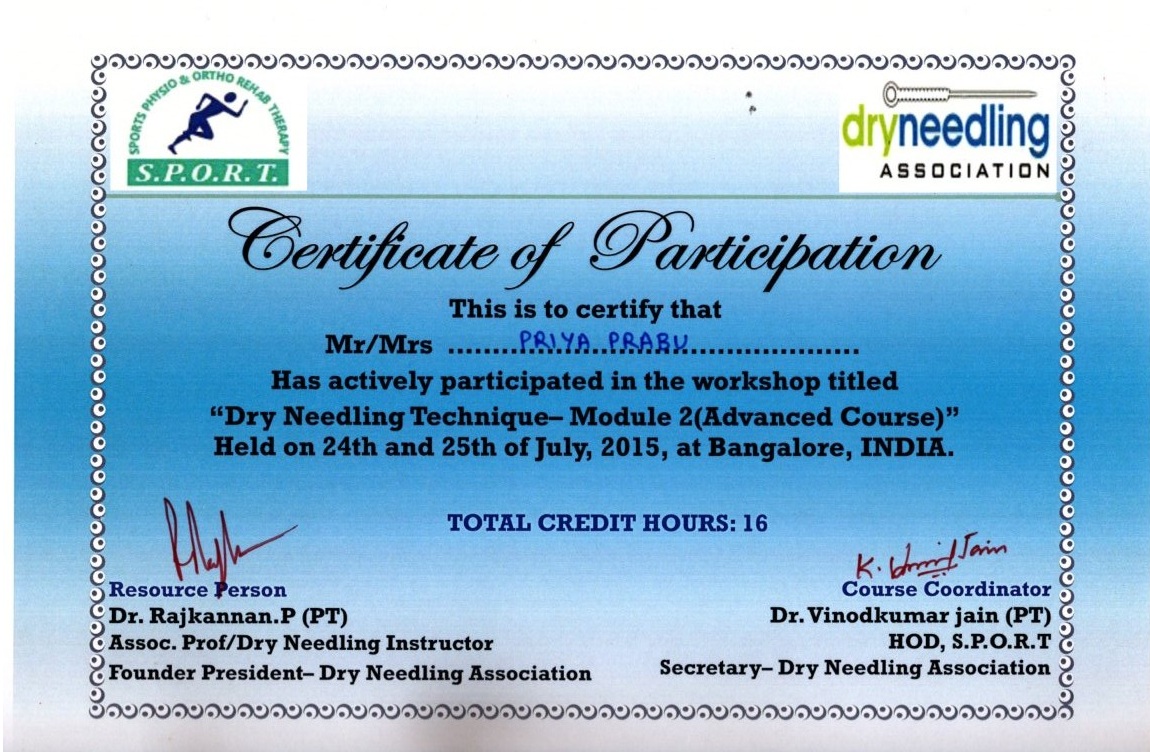 SPORTS PHYSIO & ORTHO REHAB THERAPY
S.P.O.R.T.
dryneedling
ASSOCIATION
Certificate of Participation
This is to certify that
Mr/Mrs ......PRIYA PRABU......
Has actively participated in the workshop titled
“Dry Needling Technique– Module 2(Advanced Course)”
Held on 24th and 25th of July, 2015, at Bangalore, INDIA.
TOTAL CREDIT HOURS: 16
Resource Person
Dr. Rajkannan.P (PT)
Assoc. Prof/Dry Needling Instructor
Founder President– Dry Needling Association
K. Jain
Course Coordinator
Dr. Vinodkumar jain (PT)
HOD, S.P.O.R.T
Secretary– Dry Needling Association